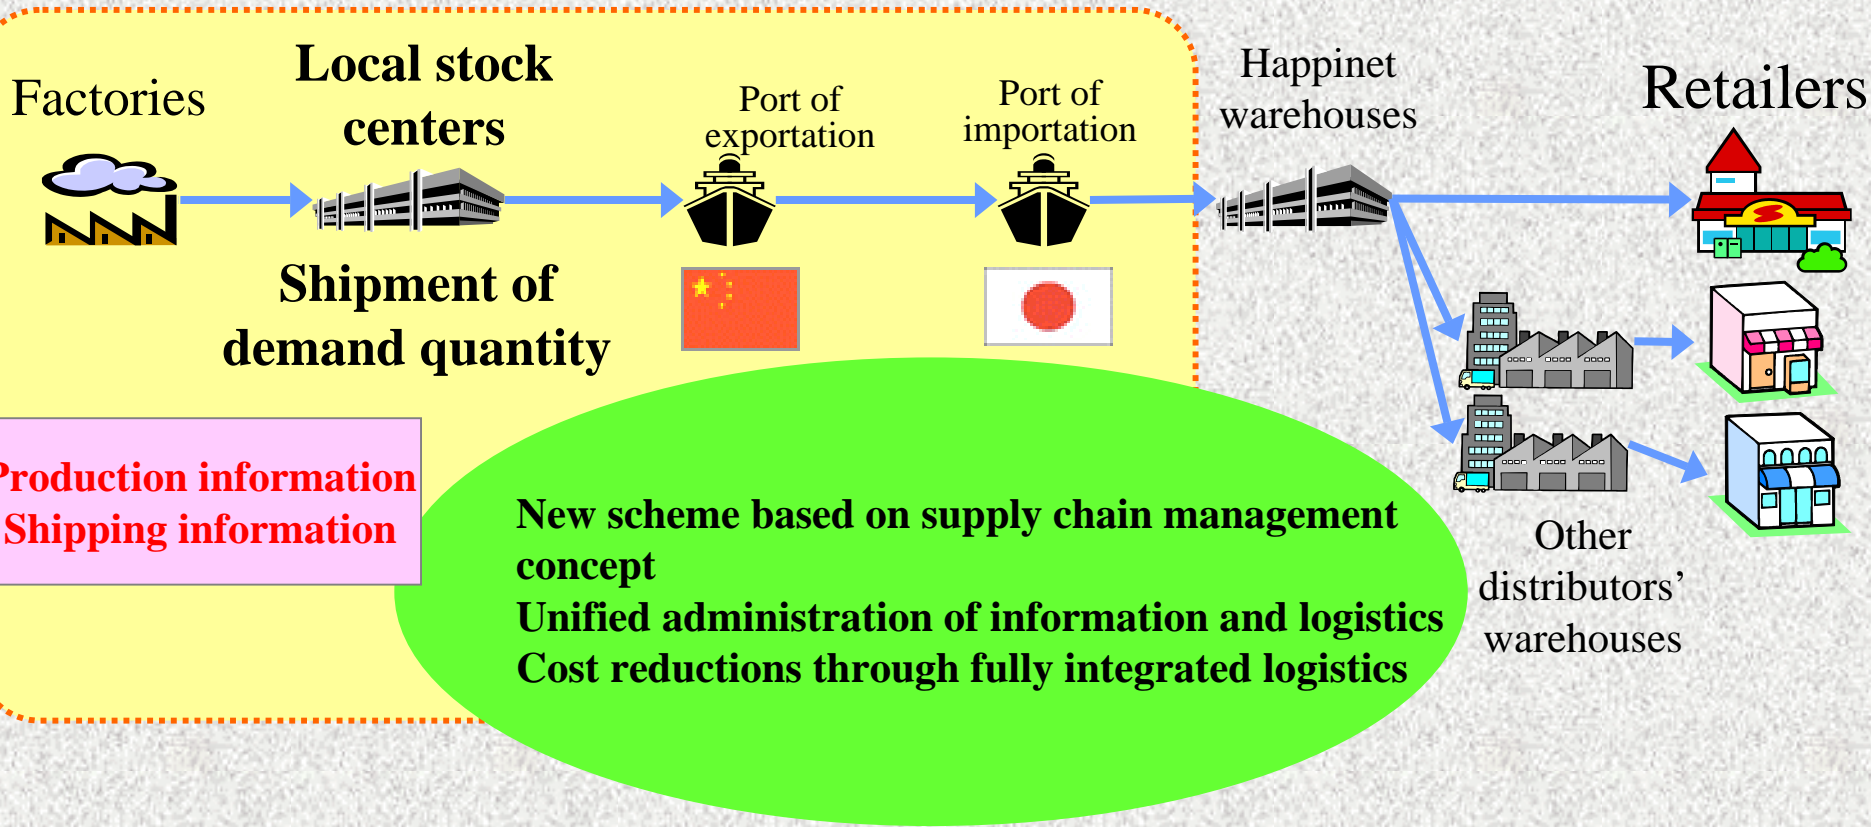 Factories
Local stock
centers
Port of
exportation
Port of
importation
Happinet
warehouses
Retailers
Shipment of
demand quantity
Production information
Shipping information
New scheme based on supply chain management
concept
Unified administration of information and logistics
Cost reductions through fully integrated logistics
Other
distributors’
warehouses